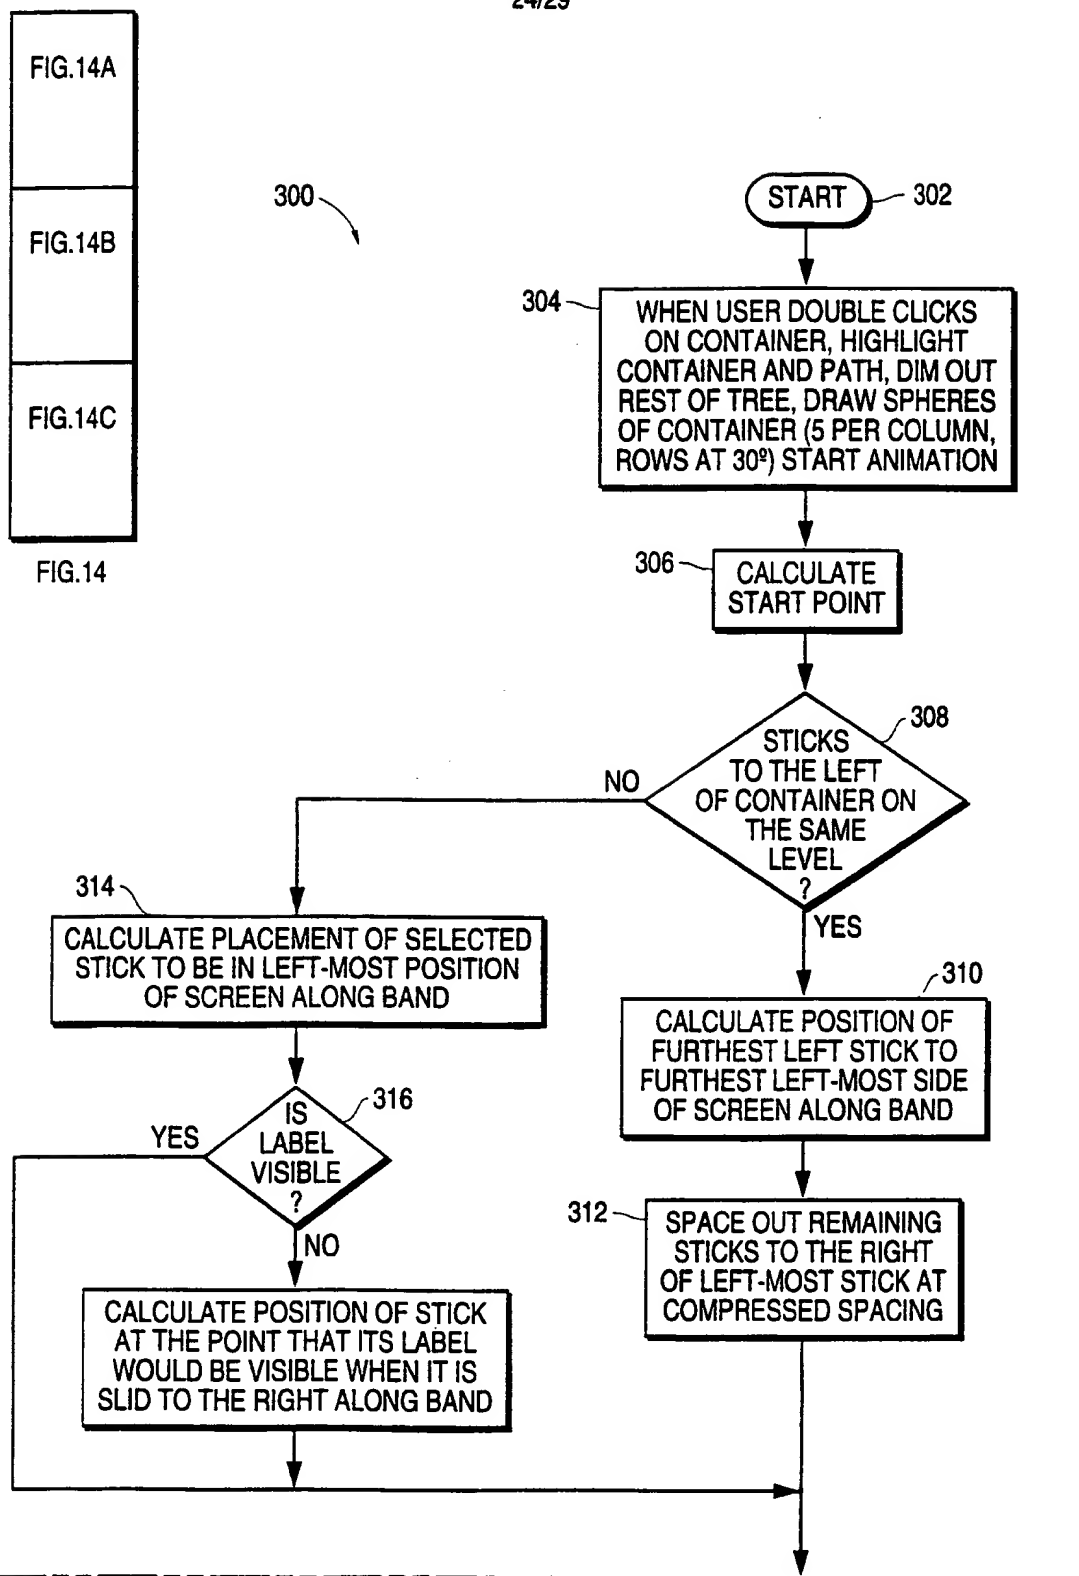 24/29
FIG.14A
FIG.14B
FIG.14C
FIG.14
300
START
302
304
WHEN USER DOUBLE CLICKS
ON CONTAINER, HIGHLIGHT
CONTAINER AND PATH, DIM OUT
REST OF TREE, DRAW SPHERES
OF CONTAINER (5 PER COLUMN,
ROWS AT 30º) START ANIMATION
306
CALCULATE
START POINT
308
STICKS
TO THE LEFT
OF CONTAINER ON
THE SAME
LEVEL
?
NO
YES
314
CALCULATE PLACEMENT OF SELECTED
STICK TO BE IN LEFT-MOST POSITION
OF SCREEN ALONG BAND
310
CALCULATE POSITION OF
FURTHEST LEFT STICK TO
FURTHEST LEFT-MOST SIDE
OF SCREEN ALONG BAND
316
IS
LABEL
VISIBLE
?
YES
NO
312
SPACE OUT REMAINING
STICKS TO THE RIGHT
OF LEFT-MOST STICK AT
COMPRESSED SPACING
CALCULATE POSITION OF STICK
AT THE POINT THAT ITS LABEL
WOULD BE VISIBLE WHEN IT IS
SLID TO THE RIGHT ALONG BAND